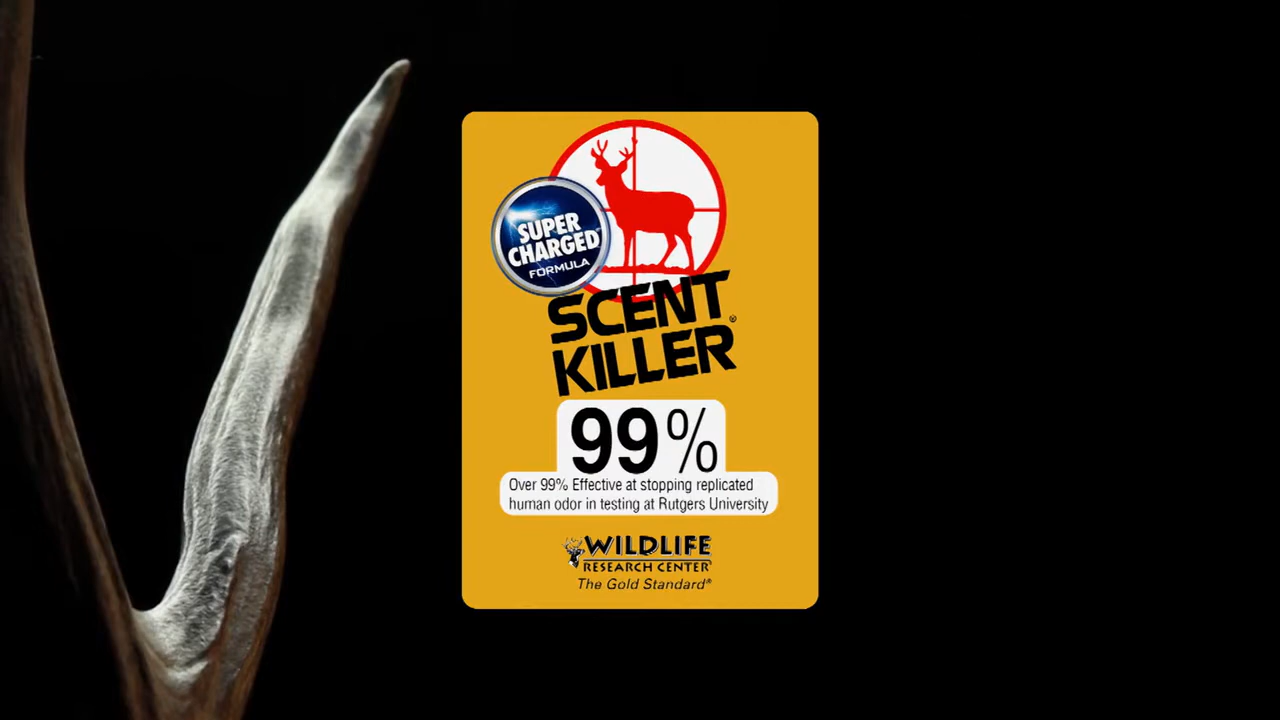 SUPER
CHARGED
FORMULA
SCENT
KILLER®
99%
Over 99% Effective at stopping replicated
human odor in testing at Rutgers University
WILDLIFE
RESEARCH CENTER®
The Gold Standard®